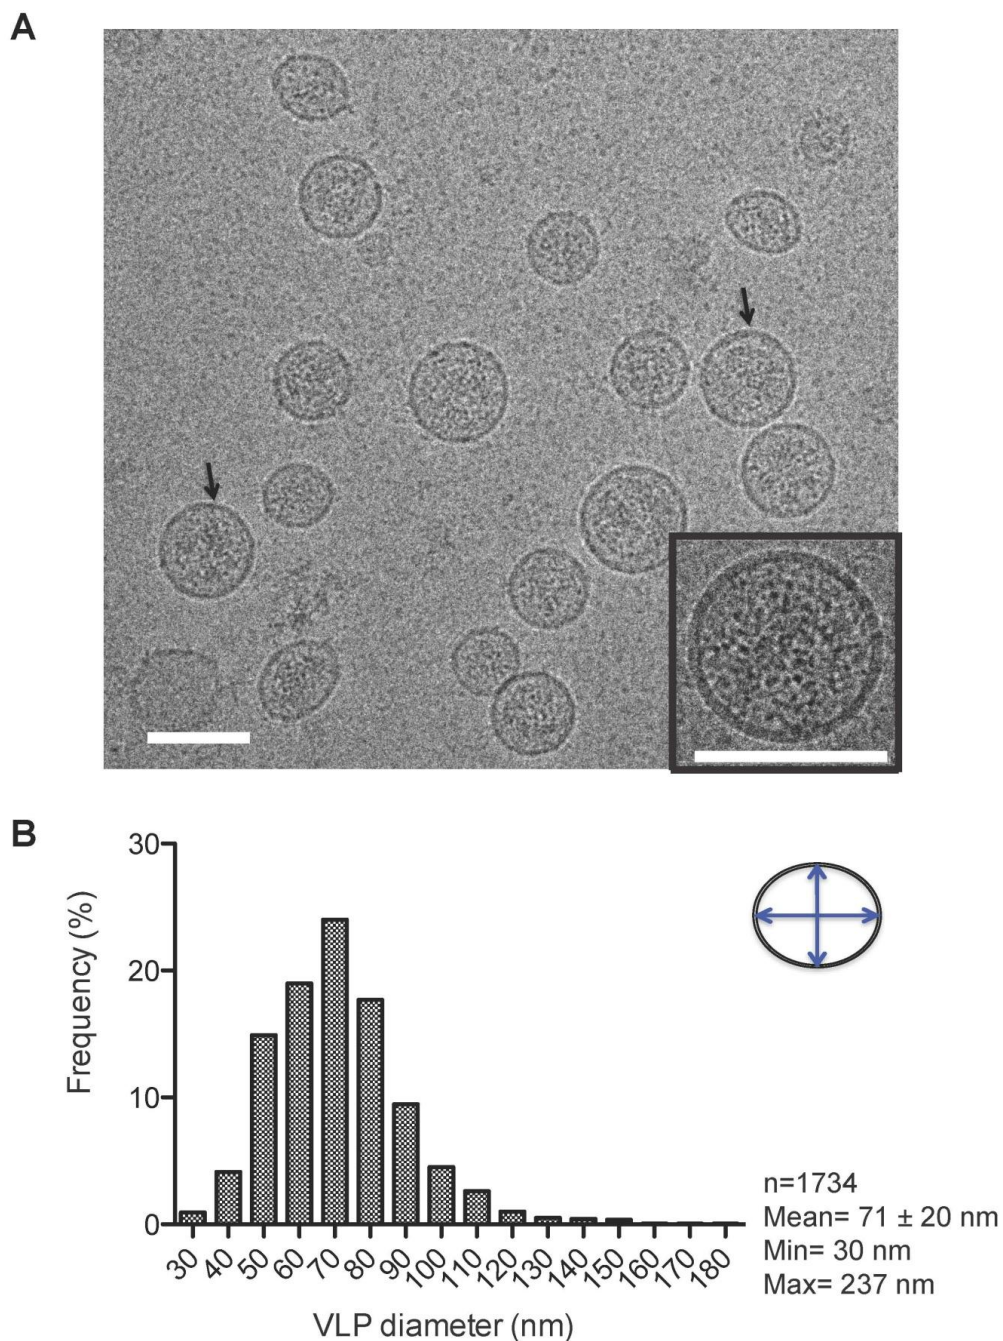 A
B
30
20
10
0
Frequency (%)
30 40 50 60 70 80 90 100 110 120 130 140 150 160 170 180
VLP diameter (nm)
n=1734
Mean= 71 ± 20 nm
Min= 30 nm
Max= 237 nm